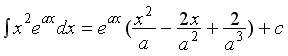 ∫x²e^{ax}dx = e^{ax}(x²/a − 2x/a² + 2/a³) + c